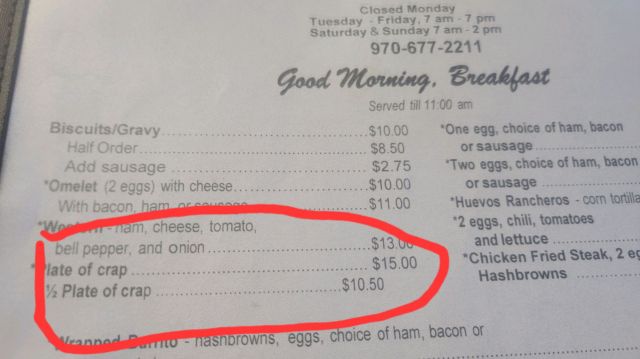 Closed Monday
Tuesday - Friday, 7 am - 7 pm
Saturday & Sunday 7 am - 2 pm
970-677-2211
Good Morning, Breakfast
Served till 11:00 am
Biscuits/Gravy.......................................$10.00
Half Order.......................................$8.50
Add sausage.......................................$2.75
*Omelet (2 eggs) with cheese.......................$10.00
With bacon, ham, or sausage.......................$11.00
*Western - ham, cheese, tomato,
bell pepper, and onion.......................$13.00
*Plate of crap.......................................$15.00
½ Plate of crap.......................................$10.50
*Wrapped Burrito - hashbrowns, eggs, choice of ham, bacon or
*One egg, choice of ham, bacon
or sausage
*Two eggs, choice of ham, bacon
or sausage
*Huevos Rancheros - corn tortilla
*2 eggs, chili, tomatoes
and lettuce
*Chicken Fried Steak, 2 eg
Hashbrowns